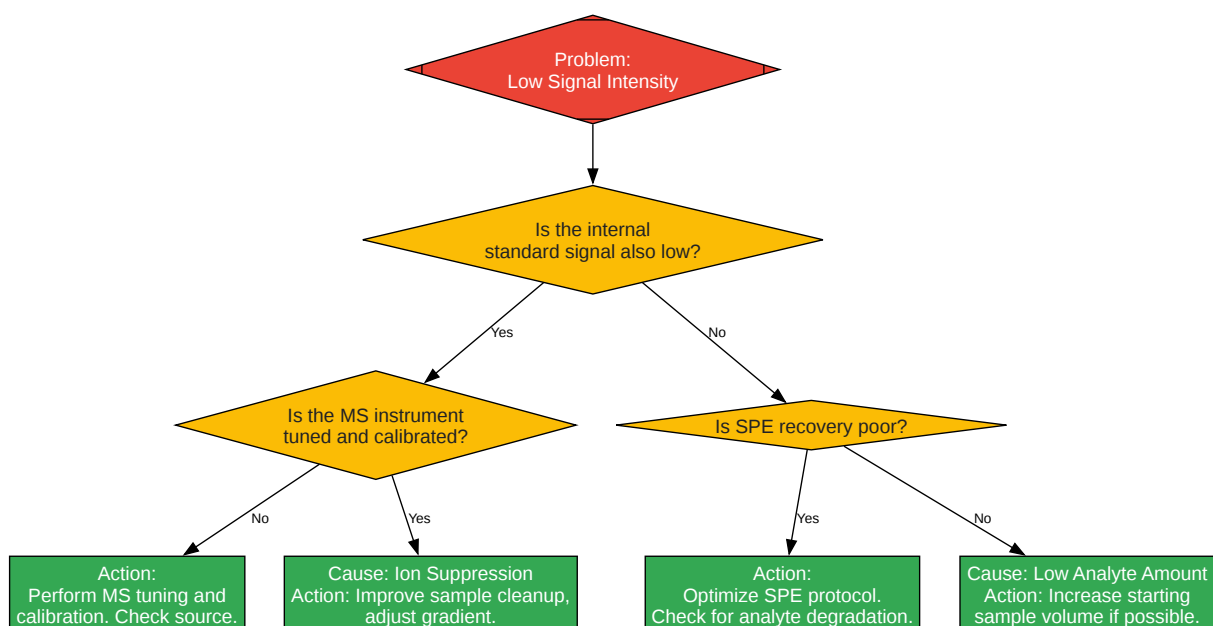 Problem:
Low Signal Intensity
Is the internal
standard signal also low?
Yes
No
Is the MS instrument
tuned and calibrated?
Is SPE recovery poor?
No
Yes
Yes
No
Action:
Perform MS tuning and
calibration. Check source.
Cause: Ion Suppression
Action: Improve sample cleanup,
adjust gradient.
Action:
Optimize SPE protocol.
Check for analyte degradation.
Cause: Low Analyte Amount
Action: Increase starting
sample volume if possible.